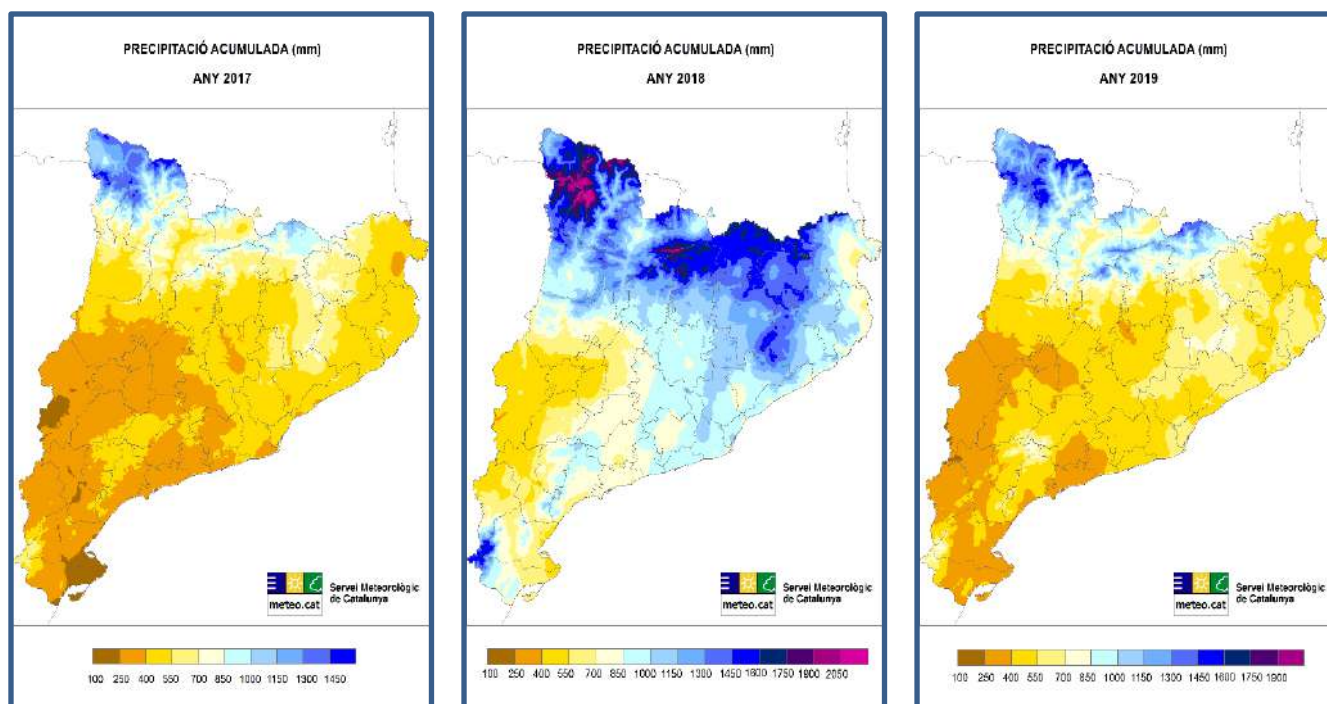 PRECIPITACIÓ ACUMULADA (mm)
ANY 2017
meteo.cat
Servei Meteorològic
de Catalunya
100 250 400 550 700 850 1000 1150 1300 1450
PRECIPITACIÓ ACUMULADA (mm)
ANY 2018
meteo.cat
Servei Meteorològic
de Catalunya
100 250 400 550 700 850 1000 1150 1300 1450 1600 1750 1900 2050
PRECIPITACIÓ ACUMULADA (mm)
ANY 2019
meteo.cat
Servei Meteorològic
de Catalunya
100 250 400 550 700 850 1000 1150 1300 1450 1600 1750 1900